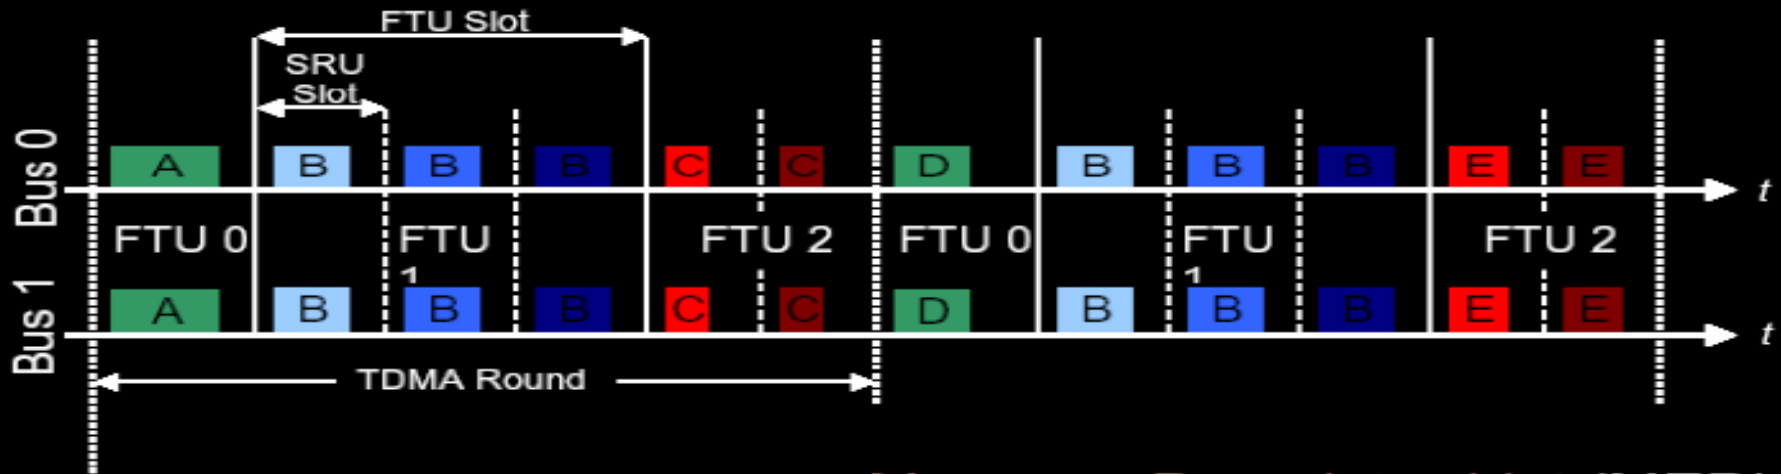 FTU Slot
SRU
Slot
Bus 0
A B B B C C D B B B E E
t
FTU 0 FTU 1 FTU 2 FTU 0 FTU 1 FTU 2
Bus 1
A B B B C C D B B B E E
t
TDMA Round